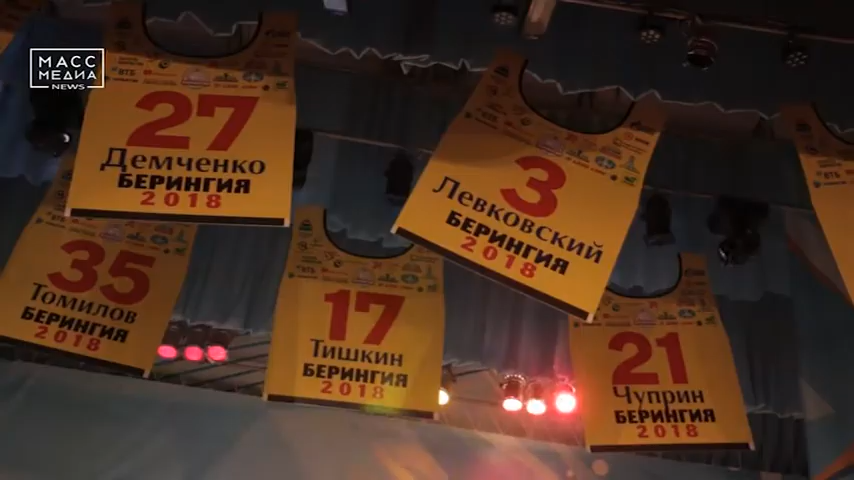 МАСС
МЕДИА
NEWS
27
Демченко
БЕРИНГИЯ
2018
3
Левковский
БЕРИНГИЯ
2018
ВТБ
35
Томилов
БЕРИНГИЯ
2018
17
Тишкин
БЕРИНГИЯ
2018
21
Чуприн
БЕРИНГИЯ
2018